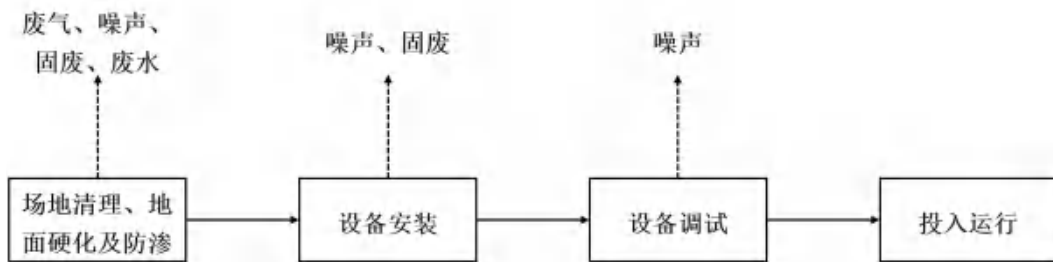 废气、噪声、
固废、废水
噪声、固废
噪声
场地清理、地
面硬化及防渗
设备安装
设备调试
投入运行